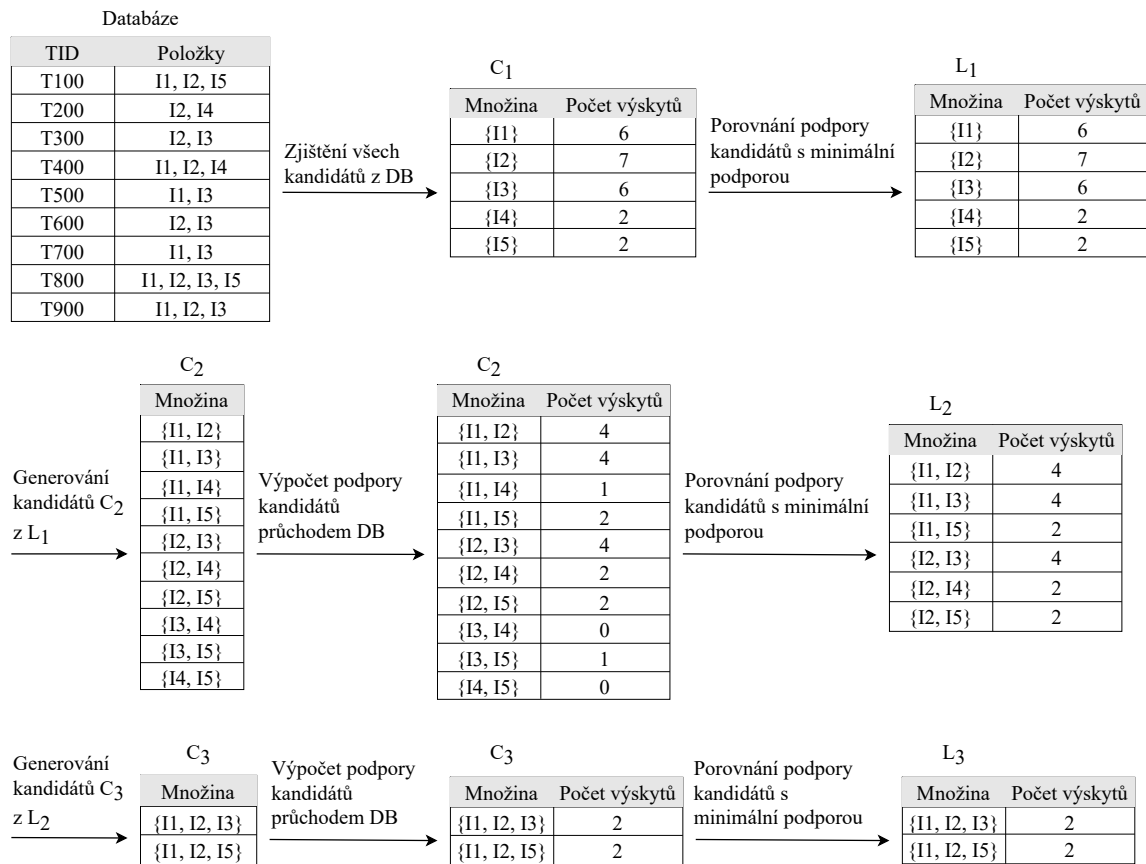 Databáze
TID Položky
T100 I1, I2, I5
T200 I2, I4
T300 I2, I3
T400 I1, I2, I4
T500 I1, I3
T600 I2, I3
T700 I1, I3
T800 I1, I2, I3, I5
T900 I1, I2, I3
Zjištění všech
kandidátů z DB
C1
Množina Počet výskytů
{I1} 6
{I2} 7
{I3} 6
{I4} 2
{I5} 2
Porovnání podpory
kandidátů s minimální
podporou
L1
Množina Počet výskytů
{I1} 6
{I2} 7
{I3} 6
{I4} 2
{I5} 2
Generování
kandidátů C2
z L1
C2
Množina
{I1, I2}
{I1, I3}
{I1, I4}
{I1, I5}
{I2, I3}
{I2, I4}
{I2, I5}
{I3, I4}
{I3, I5}
{I4, I5}
Výpočet podpory
kandidátů
průchodem DB
C2
Množina Počet výskytů
{I1, I2} 4
{I1, I3} 4
{I1, I4} 1
{I1, I5} 2
{I2, I3} 4
{I2, I4} 2
{I2, I5} 2
{I3, I4} 0
{I3, I5} 1
{I4, I5} 0
Porovnání podpory
kandidátů s minimální
podporou
L2
Množina Počet výskytů
{I1, I2} 4
{I1, I3} 4
{I1, I5} 2
{I2, I3} 4
{I2, I4} 2
{I2, I5} 2
Generování
kandidátů C3
z L2
C3
Množina
{I1, I2, I3}
{I1, I2, I5}
Výpočet podpory
kandidátů
průchodem DB
C3
Množina Počet výskytů
{I1, I2, I3} 2
{I1, I2, I5} 2
Porovnání podpory
kandidátů s
minimální podporou
L3
Množina Počet výskytů
{I1, I2, I3} 2
{I1, I2, I5} 2